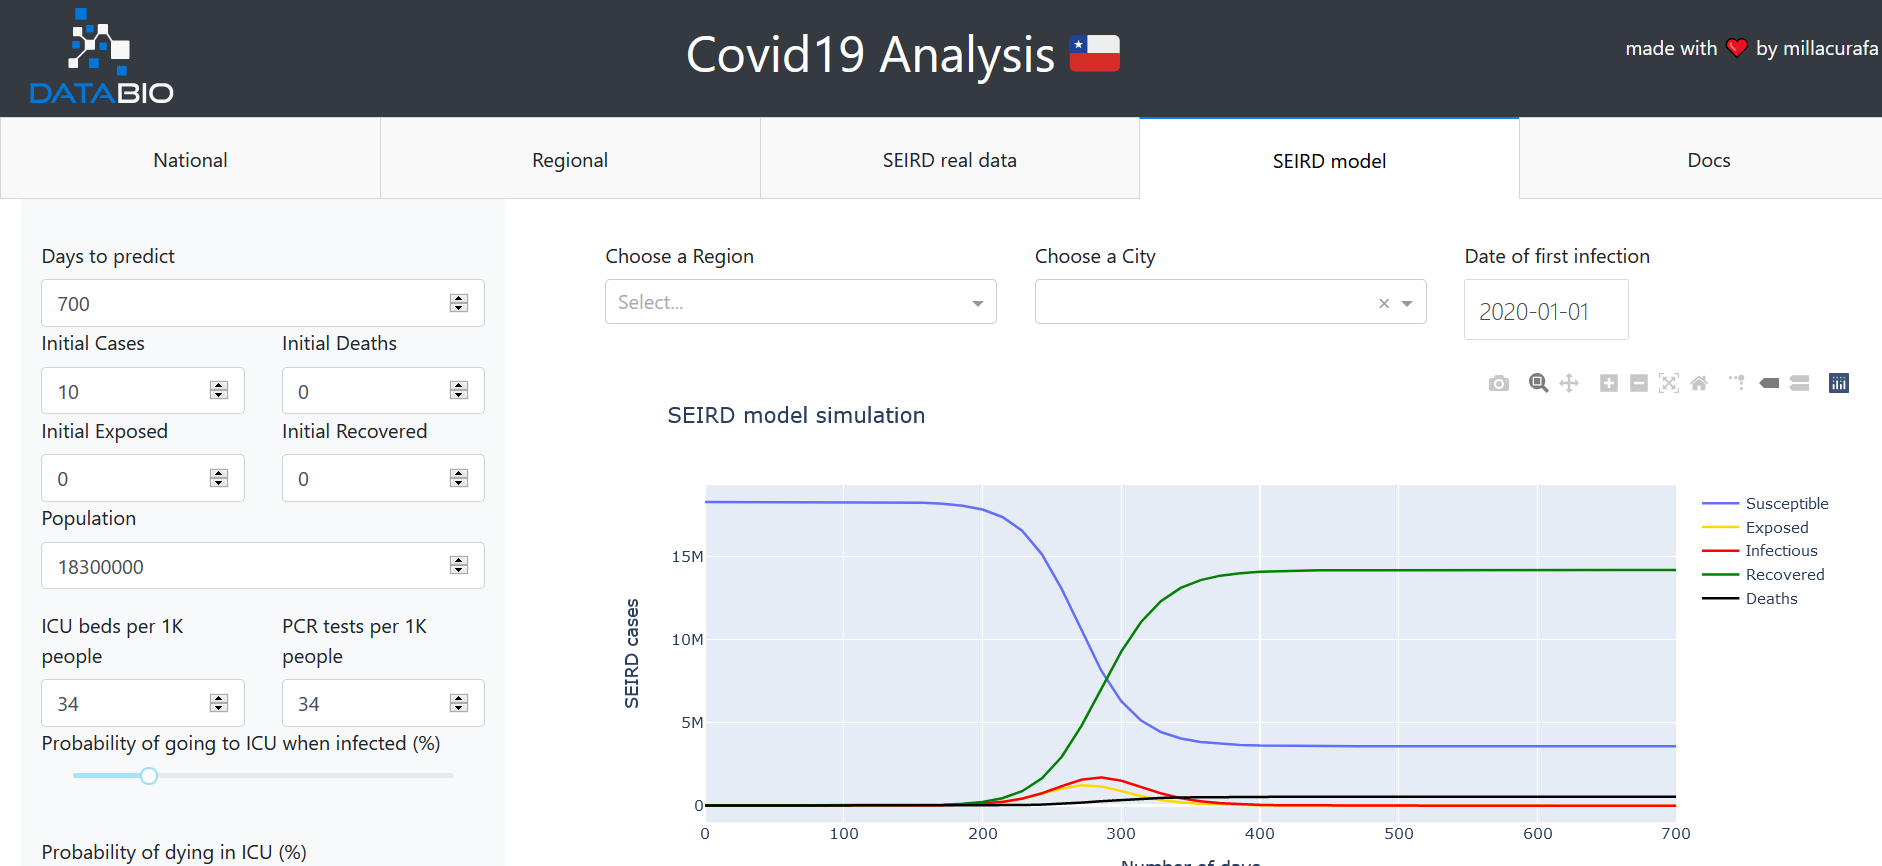 DATABIO
Covid19 Analysis
made with ❤ by millacurafa
National
Regional
SEIRD real data
SEIRD model
Docs
Days to predict
700
Initial Cases
Initial Deaths
10
0
Initial Exposed
Initial Recovered
0
0
Population
18300000
ICU beds per 1K people
PCR tests per 1K people
34
34
Probability of going to ICU when infected (%)
Probability of dying in ICU (%)
Choose a Region
Choose a City
Date of first infection
Select...
×
2020-01-01
SEIRD model simulation
15M
10M
5M
0
SEIRD cases
0 100 200 300 400 500 600 700
Number of days
Susceptible
Exposed
Infectious
Recovered
Deaths